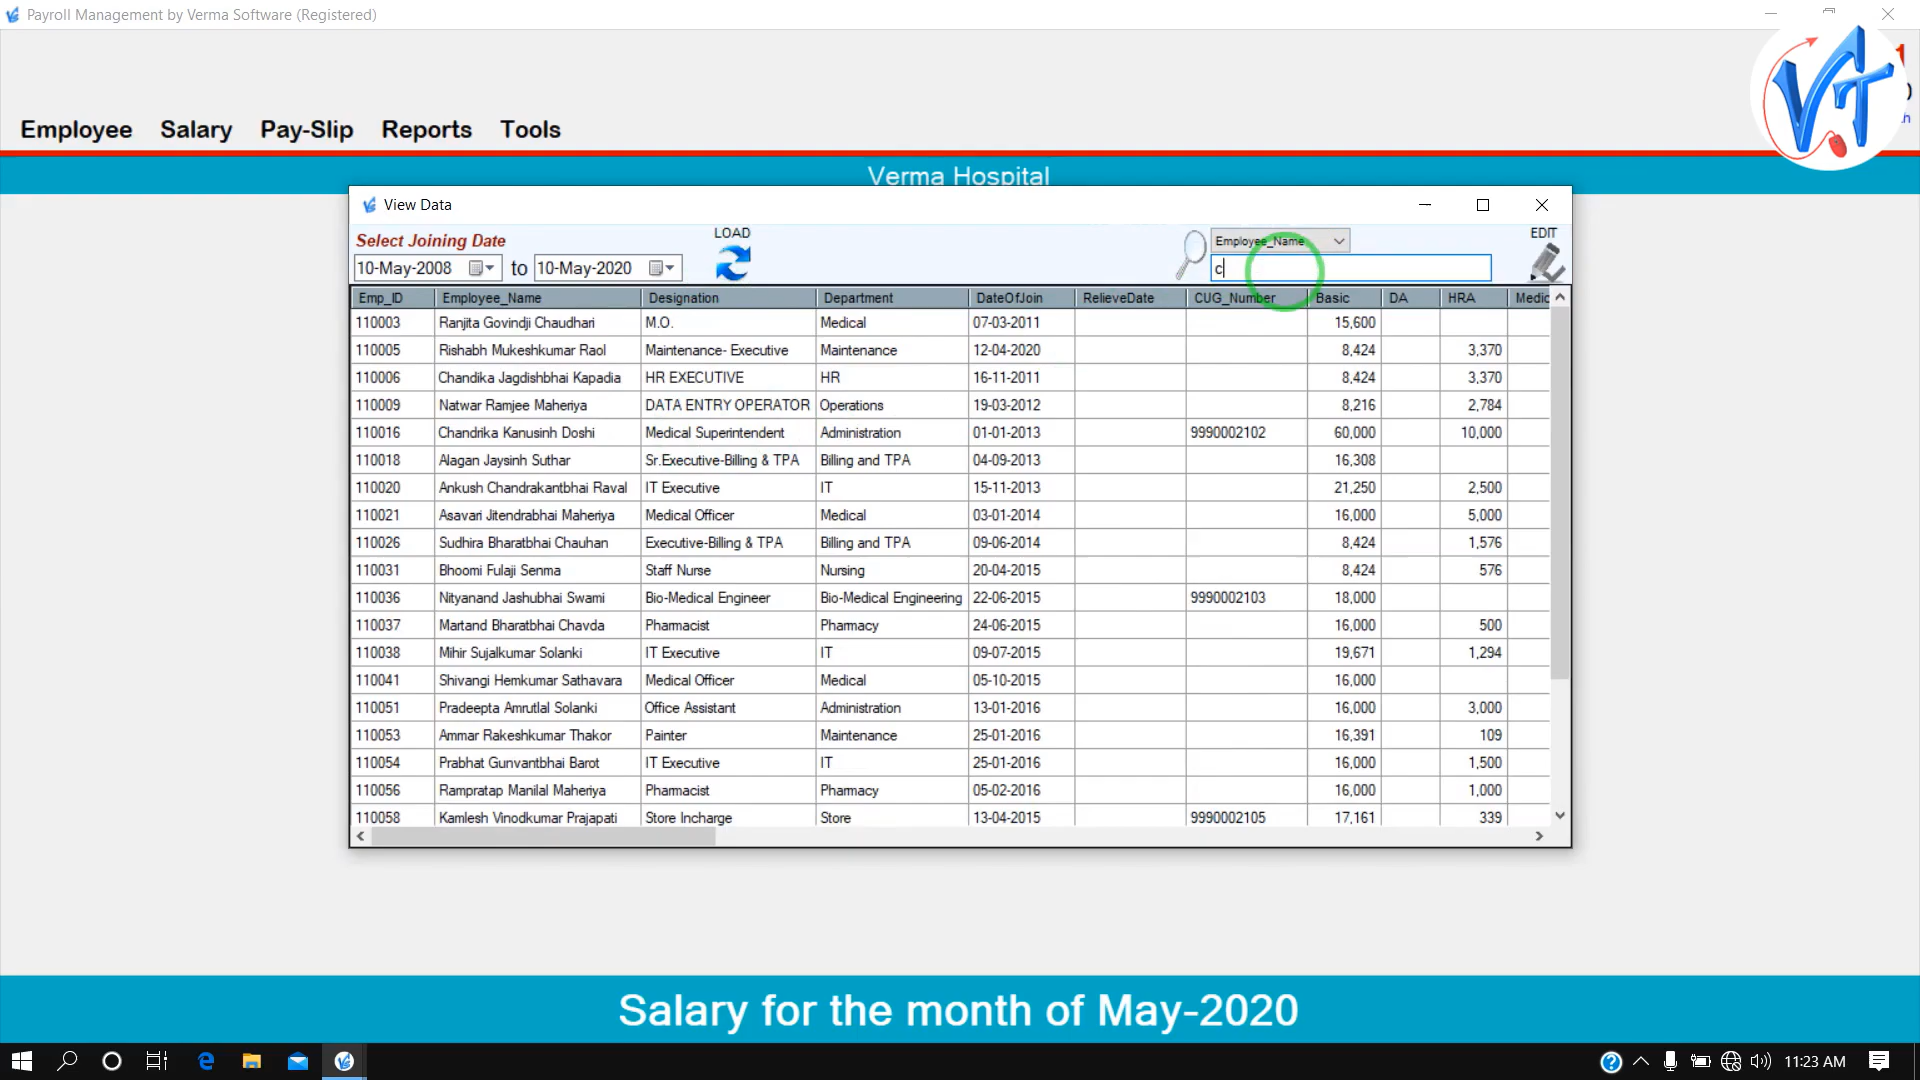 Payroll Management by Verma Software (Registered)
Employee Salary Pay-Slip Reports Tools
VT
Verma Hospital
View Data
Select Joining Date
LOAD
Employee_Name
EDIT
10-May-2008 to 10-May-2020
c
Emp_ID Employee_Name Designation Department DateOfJoin RelieveDate CUG_Number Basic DA HRA Medic
110003 Ranjita Govindji Chaudhari M.O. Medical 07-03-2011 15,600
110005 Rishabh Mukeshkumar Raol Maintenance- Executive Maintenance 12-04-2020 8,424 3,370
110006 Chandika Jagdishbhai Kapadia HR EXECUTIVE HR 16-11-2011 8,424 3,370
110009 Natwar Ramjee Maheriya DATA ENTRY OPERATOR Operations 19-03-2012 8,216 2,784
110016 Chandrika Kanusinh Doshi Medical Superintendent Administration 01-01-2013 9990002102 60,000 10,000
110018 Alagan Jaysinh Suthar Sr.Executive-Billing & TPA Billing and TPA 04-09-2013 16,308
110020 Ankush Chandrakantbhai Raval IT Executive IT 15-11-2013 21,250 2,500
110021 Asavari Jitendrabhai Maheriya Medical Officer Medical 03-01-2014 16,000 5,000
110026 Sudhira Bharatbhai Chauhan Executive-Billing & TPA Billing and TPA 09-06-2014 8,424 1,576
110031 Bhoomi Fulaji Senma Staff Nurse Nursing 20-04-2015 8,424 576
110036 Nityanand Jashubhai Swami Bio-Medical Engineer Bio-Medical Engineering 22-06-2015 9990002103 18,000
110037 Martand Bharatbhai Chavda Pharmacist Pharmacy 24-06-2015 16,000 500
110038 Mihir Sujalkumar Solanki IT Executive IT 09-07-2015 19,671 1,294
110041 Shivangi Hemkumar Sathavara Medical Officer Medical 05-10-2015 16,000
110051 Pradeepta Amrutlal Solanki Office Assistant Administration 13-01-2016 16,000 3,000
110053 Ammar Rakeshkumar Thakor Painter Maintenance 25-01-2016 16,391 109
110054 Prabhat Gunvantbhai Barot IT Executive IT 25-01-2016 16,000 1,500
110056 Rampratap Manilal Maheriya Pharmacist Pharmacy 05-02-2016 16,000 1,000
110058 Kamlesh Vinodkumar Prajapati Store Incharge Store 13-04-2015 9990002105 17,161 339
Salary for the month of May-2020
11:23 AM